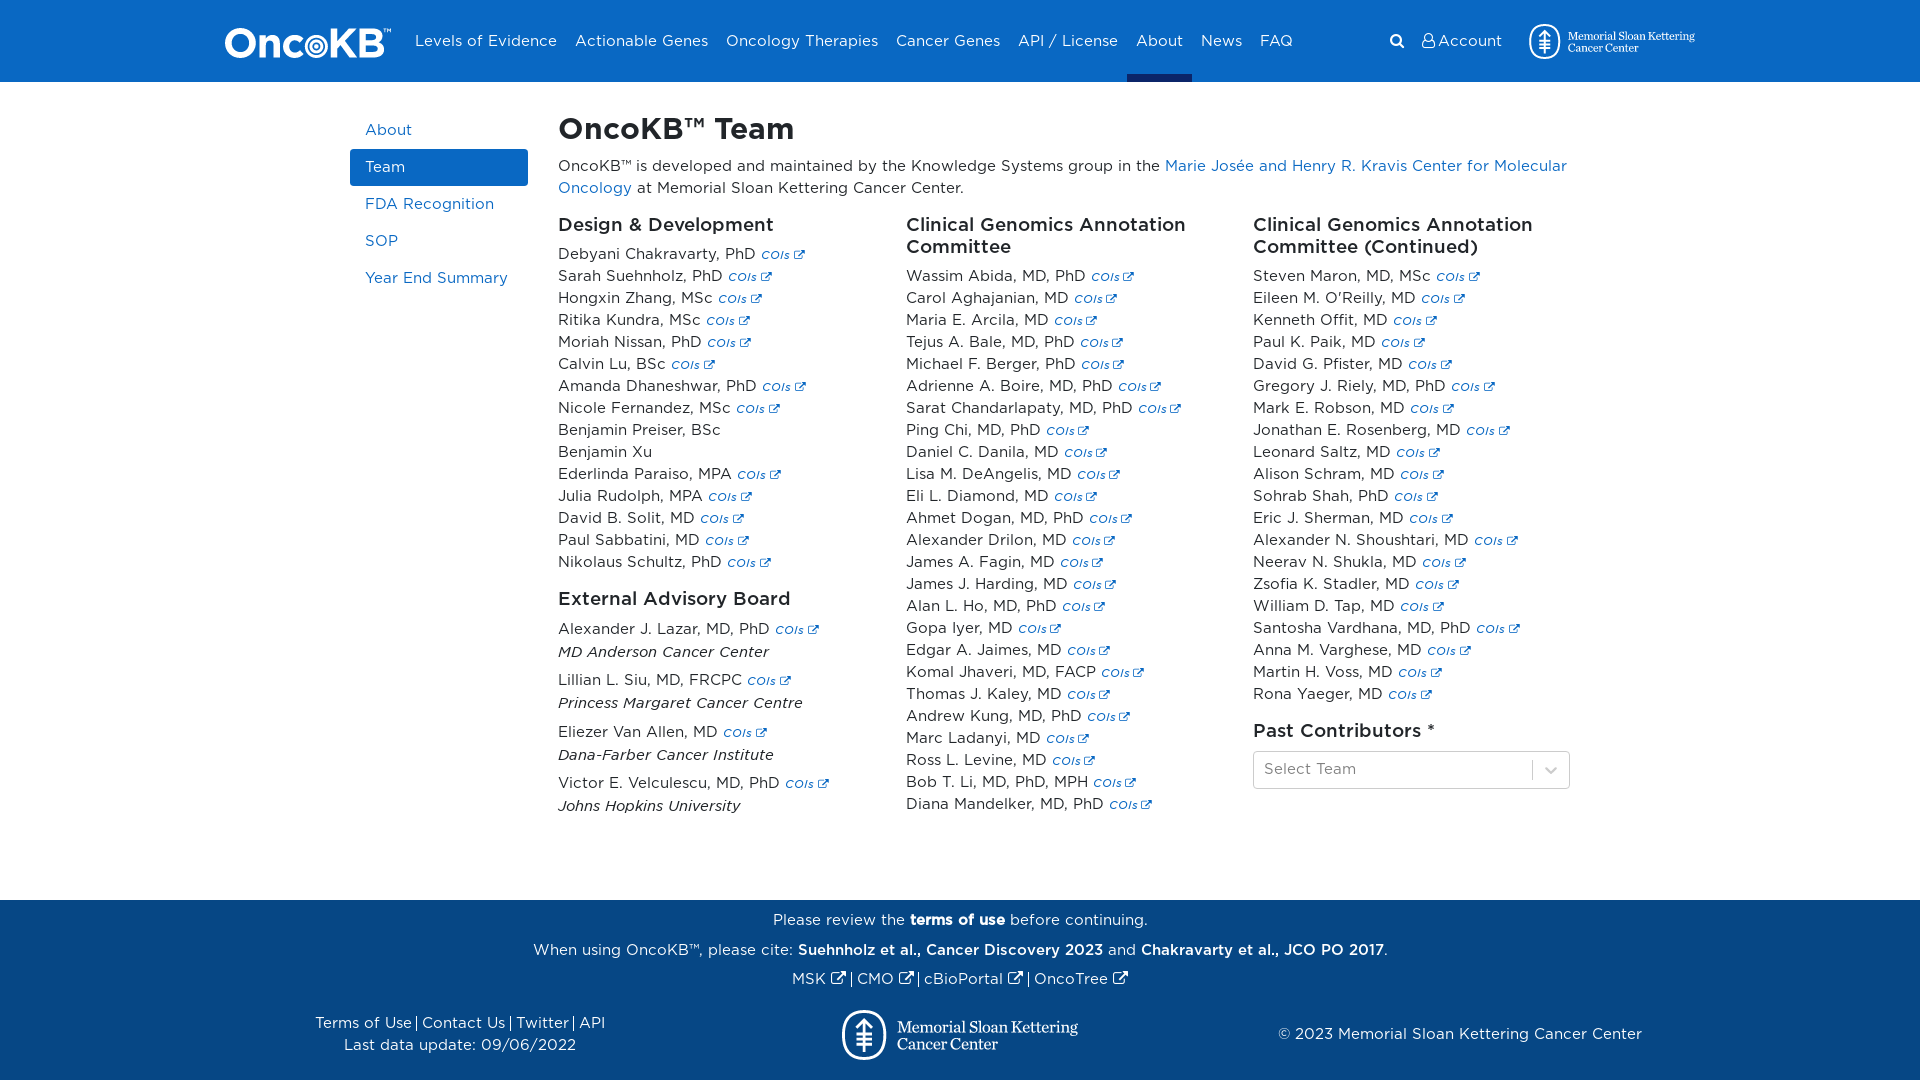 OncoKB™
Levels of Evidence
Actionable Genes
Oncology Therapies
Cancer Genes
API / License
About
News
FAQ
Account
Memorial Sloan Kettering
Cancer Center
About
Team
FDA Recognition
SOP
Year End Summary
OncoKB™ Team
OncoKB™ is developed and maintained by the Knowledge Systems group in the Marie Josée and Henry R. Kravis Center for Molecular
Oncology at Memorial Sloan Kettering Cancer Center.
Design & Development
Debyani Chakravarty, PhD COIs
Sarah Suehnholz, PhD COIs
Hongxin Zhang, MSc COIs
Ritika Kundra, MSc COIs
Moriah Nissan, PhD COIs
Calvin Lu, BSc COIs
Amanda Dhaneshwar, PhD COIs
Nicole Fernandez, MSc COIs
Benjamin Preiser, BSc
Benjamin Xu
Ederlinda Paraiso, MPA COIs
Julia Rudolph, MPA COIs
David B. Solit, MD COIs
Paul Sabbatini, MD COIs
Nikolaus Schultz, PhD COIs
External Advisory Board
Alexander J. Lazar, MD, PhD COIs
MD Anderson Cancer Center
Lillian L. Siu, MD, FRCPC COIs
Princess Margaret Cancer Centre
Eliezer Van Allen, MD COIs
Dana-Farber Cancer Institute
Victor E. Velculescu, MD, PhD COIs
Johns Hopkins University
Clinical Genomics Annotation
Committee
Wassim Abida, MD, PhD COIs
Carol Aghajanian, MD COIs
Maria E. Arcila, MD COIs
Tejus A. Bale, MD, PhD COIs
Michael F. Berger, PhD COIs
Adrienne A. Boire, MD, PhD COIs
Sarat Chandarlapaty, MD, PhD COIs
Ping Chi, MD, PhD COIs
Daniel C. Danila, MD COIs
Lisa M. DeAngelis, MD COIs
Eli L. Diamond, MD COIs
Ahmet Dogan, MD, PhD COIs
Alexander Drilon, MD COIs
James A. Fagin, MD COIs
James J. Harding, MD COIs
Alan L. Ho, MD, PhD COIs
Gopa Iyer, MD COIs
Edgar A. Jaimes, MD COIs
Komal Jhaveri, MD, FACP COIs
Thomas J. Kaley, MD COIs
Andrew Kung, MD, PhD COIs
Marc Ladanyi, MD COIs
Ross L. Levine, MD COIs
Bob T. Li, MD, PhD, MPH COIs
Diana Mandelker, MD, PhD COIs
Clinical Genomics Annotation
Committee (Continued)
Steven Maron, MD, MSc COIs
Eileen M. O'Reilly, MD COIs
Kenneth Offit, MD COIs
Paul K. Paik, MD COIs
David G. Pfister, MD COIs
Gregory J. Riely, MD, PhD COIs
Mark E. Robson, MD COIs
Jonathan E. Rosenberg, MD COIs
Leonard Saltz, MD COIs
Alison Schram, MD COIs
Sohrab Shah, PhD COIs
Eric J. Sherman, MD COIs
Alexander N. Shoushtari, MD COIs
Neerav N. Shukla, MD COIs
Zsofia K. Stadler, MD COIs
William D. Tap, MD COIs
Santosha Vardhana, MD, PhD COIs
Anna M. Varghese, MD COIs
Martin H. Voss, MD COIs
Rona Yaeger, MD COIs
Past Contributors *
Select Team
Please review the terms of use before continuing.
When using OncoKB™, please cite: Suehnholz et al., Cancer Discovery 2023 and Chakravarty et al., JCO PO 2017.
MSK | CMO | cBioPortal | OncoTree
Terms of Use | Contact Us | Twitter | API
Last data update: 09/06/2022
Memorial Sloan Kettering
Cancer Center
© 2023 Memorial Sloan Kettering Cancer Center